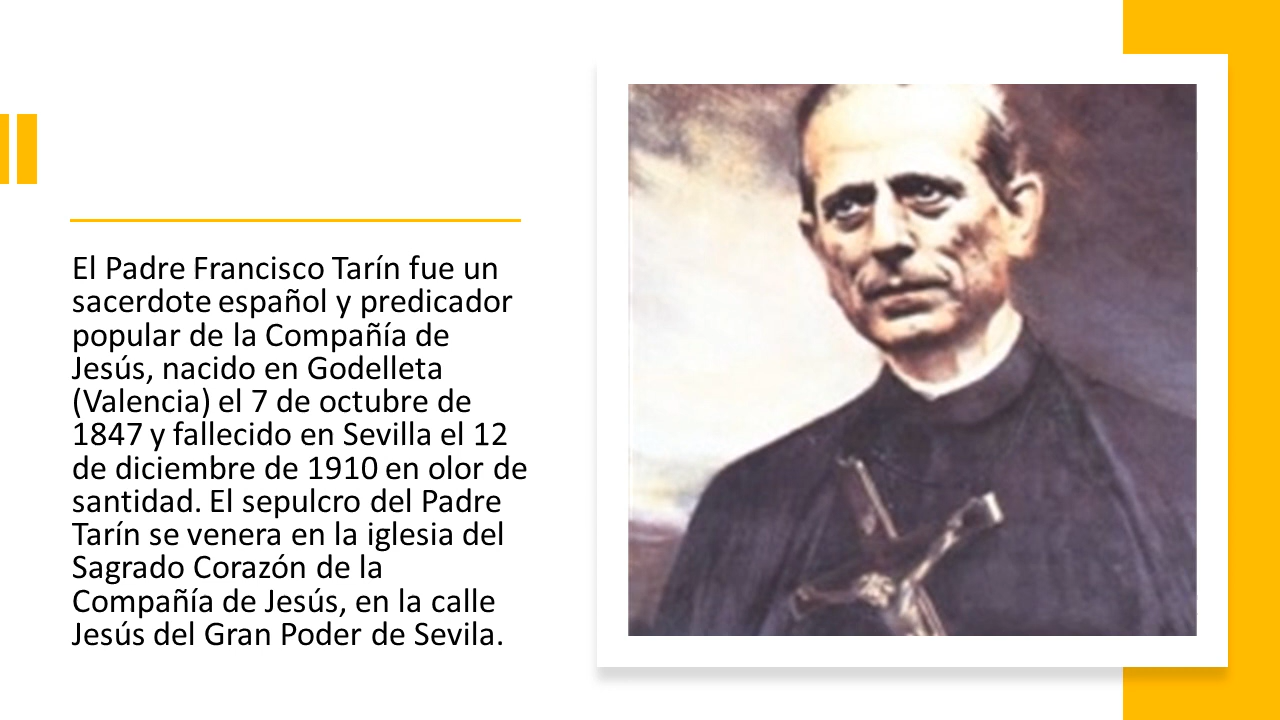 El Padre Francisco Tarín fue un
sacerdote español y predicador
popular de la Compañía de
Jesús, nacido en Godelleta
(Valencia) el 7 de octubre de
1847 y fallecido en Sevilla el 12
de diciembre de 1910 en olor de
santidad. El sepulcro del Padre
Tarín se venera en la iglesia del
Sagrado Corazón de la
Compañía de Jesús, en la calle
Jesús del Gran Poder de Sevila.